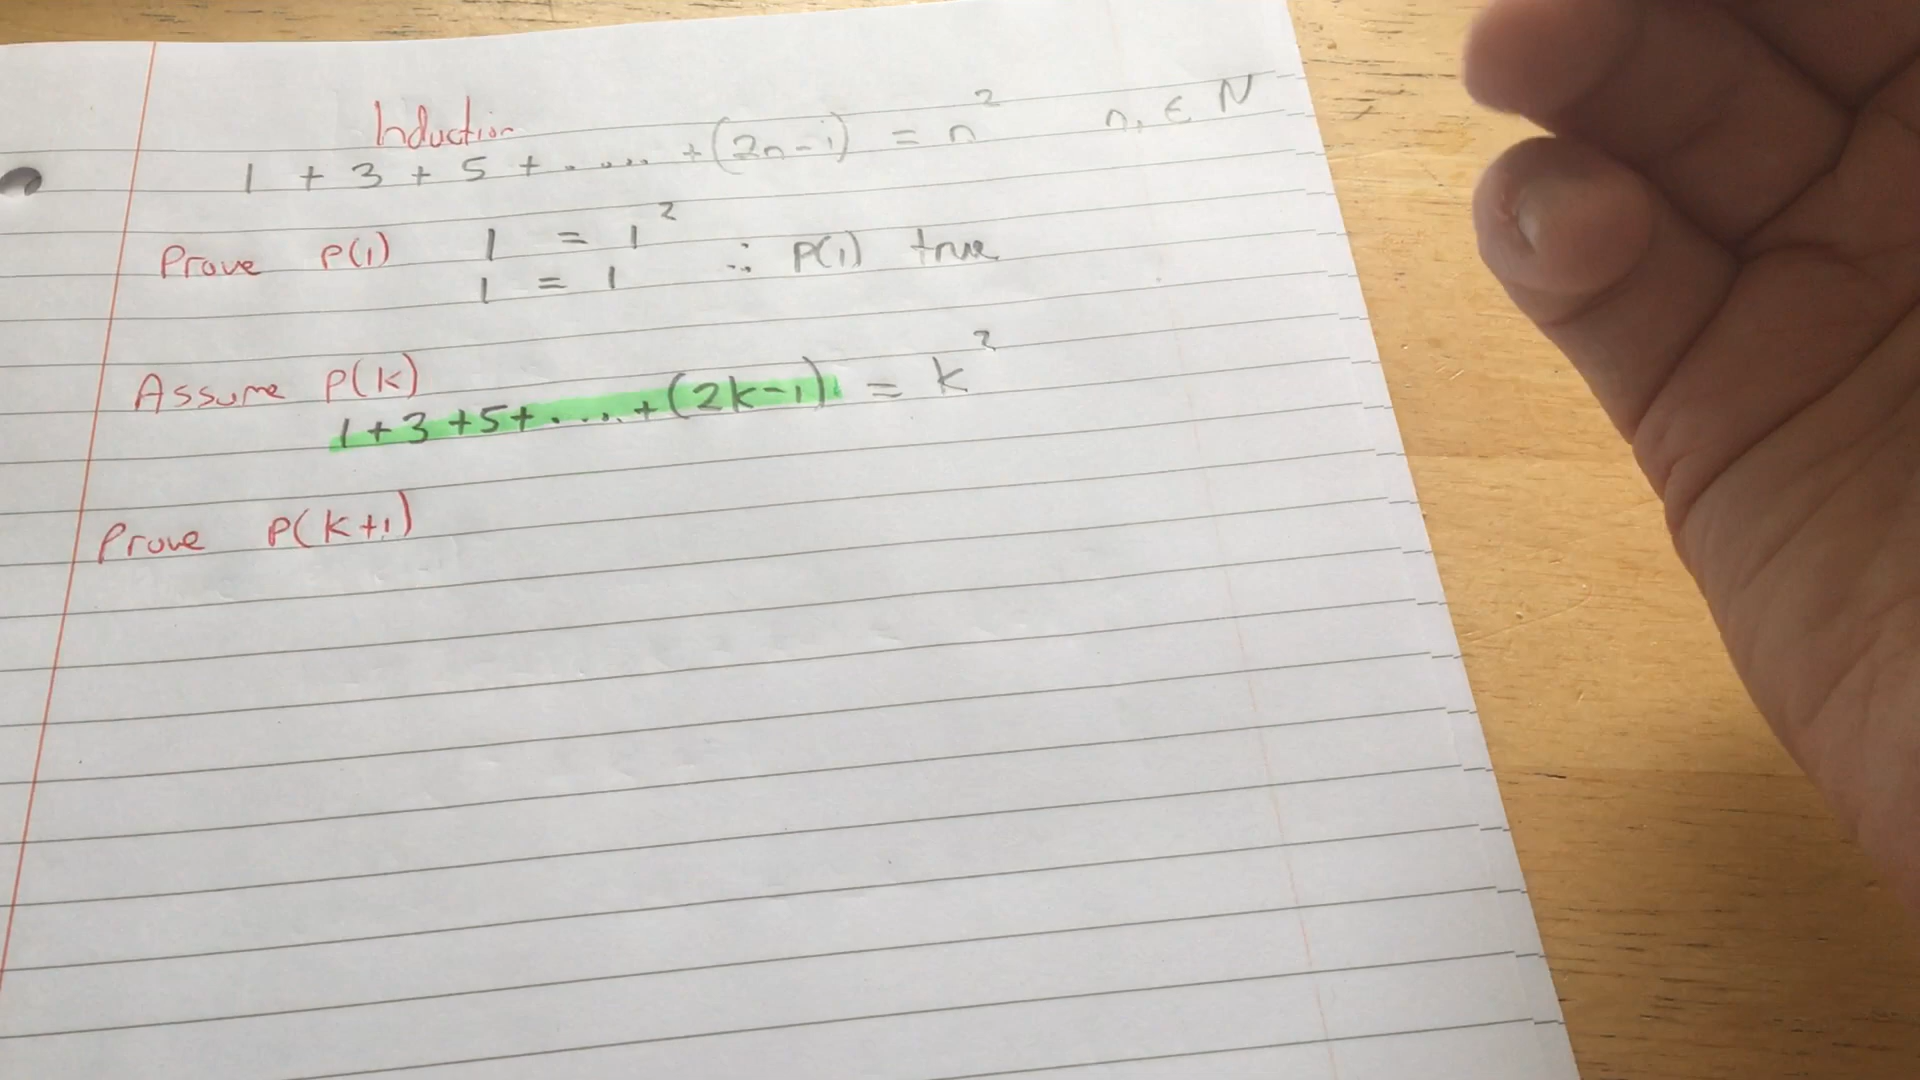 Induction
1 + 3 + 5 + ..... + (2n-1) = n² n, ∈ N
Prove P(1) 1 = 1²
1 = 1 ∴ P(1) true
Assume P(k)
1+3+5+.....+(2k-1) = k²
Prove P(k+1)